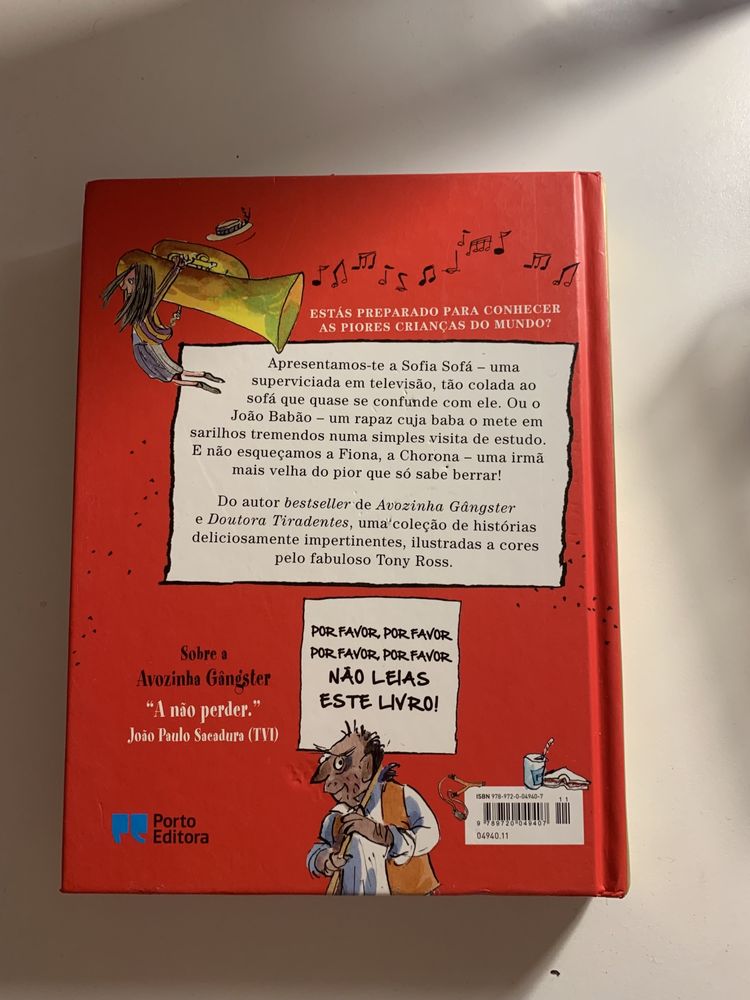 ESTÁS PREPARADO PARA CONHECER
AS PIORES CRIANÇAS DO MUNDO?
Apresentamos-te a Sofia Sofá – uma
superviciada em televisão, tão colada ao
sofá que quase se confunde com ele. Ou o
João Babão – um rapaz cuja baba o mete em
sarilhos tremendos numa simples visita de estudo.
E não esqueçamos a Fiona, a Chorona – uma irmã
mais velha do pior que só sabe berrar!
Do autor bestseller de Avozinha Gângster
e Doutora Tiradentes, uma coleção de histórias
deliciosamente impertinentes, ilustradas a cores
pelo fabuloso Tony Ross.
POR FAVOR, POR FAVOR
POR FAVOR, POR FAVOR
NÃO LEIAS
ESTE LIVRO!
Sobre a
Avozinha Gângster
“A não perder.”
João Paulo Sacadura (TVI)
Porto
Editora
ISBN 978-972-0-04940-7
11
9 789720 049407
04940.11